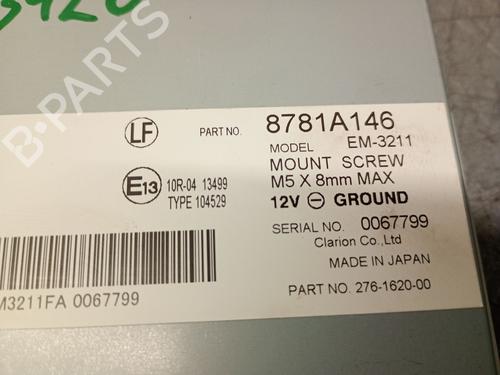 3420
B-PARTS
LF
PART NO. 8781A146
MODEL EM-3211
MOUNT SCREW
M5 X 8mm MAX
E13 10R-04 13499
TYPE 104529
12V ⊖ GROUND
SERIAL NO. 0067799
Clarion Co.,Ltd
MADE IN JAPAN
M3211FA 0067799
PART NO. 276-1620-00